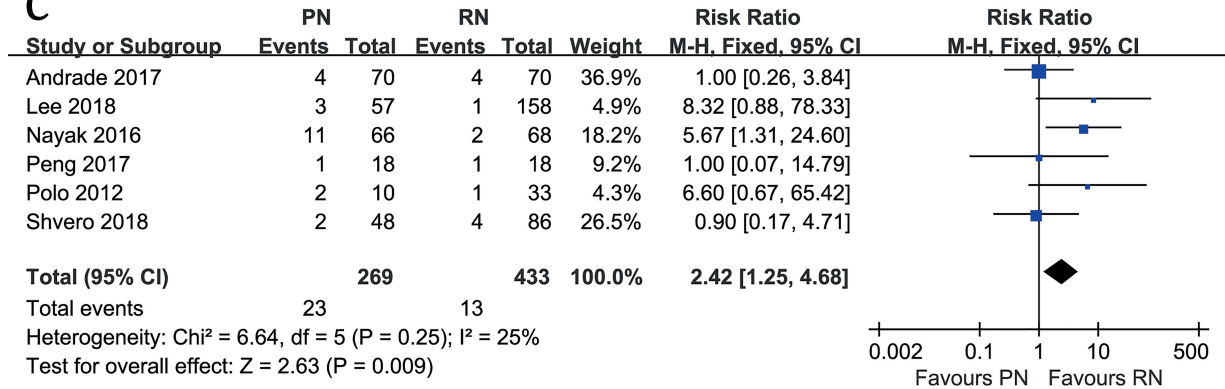 C
PN RN Risk Ratio Risk Ratio
Study or Subgroup Events Total Events Total Weight M-H, Fixed, 95% CI M-H, Fixed, 95% CI
Andrade 2017 4 70 4 70 36.9% 1.00 [0.26, 3.84]
Lee 2018 3 57 1 158 4.9% 8.32 [0.88, 78.33]
Nayak 2016 11 66 2 68 18.2% 5.67 [1.31, 24.60]
Peng 2017 1 18 1 18 9.2% 1.00 [0.07, 14.79]
Polo 2012 2 10 1 33 4.3% 6.60 [0.67, 65.42]
Shvero 2018 2 48 4 86 26.5% 0.90 [0.17, 4.71]
Total (95% CI) 269 433 100.0% 2.42 [1.25, 4.68]
Total events 23 13
Heterogeneity: Chi² = 6.64, df = 5 (P = 0.25); I² = 25%
Test for overall effect: Z = 2.63 (P = 0.009)
0.002 0.1 1 10 500
Favours PN Favours RN